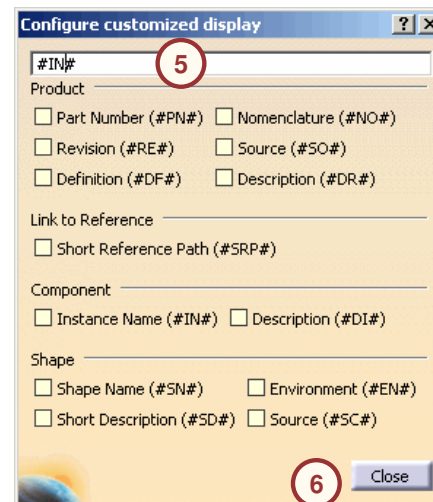 Configure customized display ? ×
#IN#
5
Product
Part Number (#PN#) Nomenclature (#NO#)
Revision (#RE#) Source (#SO#)
Definition (#DF#) Description (#DR#)
Link to Reference
Short Reference Path (#SRP#)
Component
Instance Name (#IN#) Description (#DI#)
Shape
Shape Name (#SN#) Environment (#EN#)
Short Description (#SD#) Source (#SC#)
6 Close